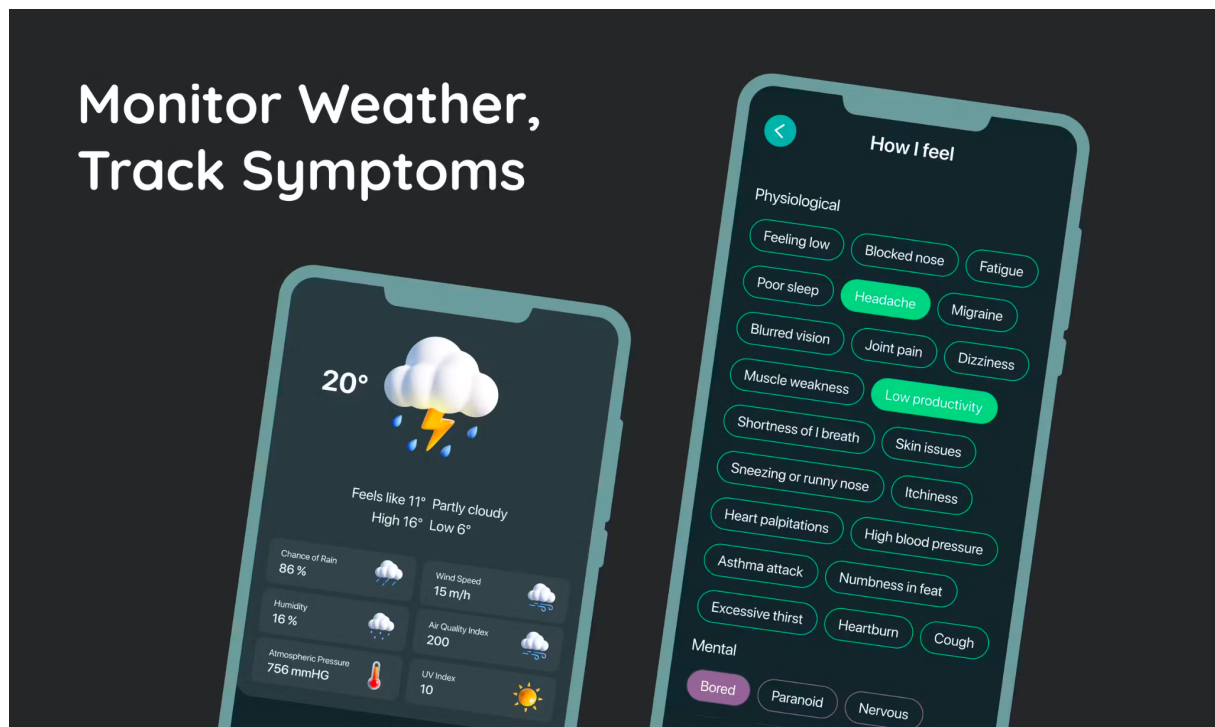 Monitor Weather,
Track Symptoms
20°
Feels like 11° Partly cloudy
High 16° Low 6°
Chance of Rain
86 %
Wind Speed
15 m/h
Humidity
16 %
Air Quality Index
200
Atmospheric Pressure
756 mmHG
UV Index
10
How I feel
Physiological
Feeling low Blocked nose Fatigue
Poor sleep Headache Migraine
Blurred vision Joint pain Dizziness
Muscle weakness Low productivity
Shortness of I breath Skin issues
Sneezing or runny nose Itchiness
Heart palpitations High blood pressure
Asthma attack Numbness in feat
Excessive thirst Heartburn Cough
Mental
Bored Paranoid Nervous